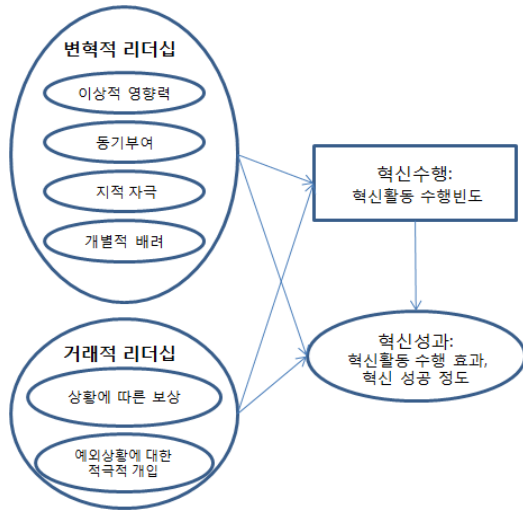 변혁적 리더십
이상적 영향력
동기부여
지적 자극
개별적 배려
거래적 리더십
상황에 따른 보상
예외상황에 대한
적극적 개입
혁신수행:
혁신활동 수행빈도
혁신성과:
혁신활동 수행 효과,
혁신 성공 정도